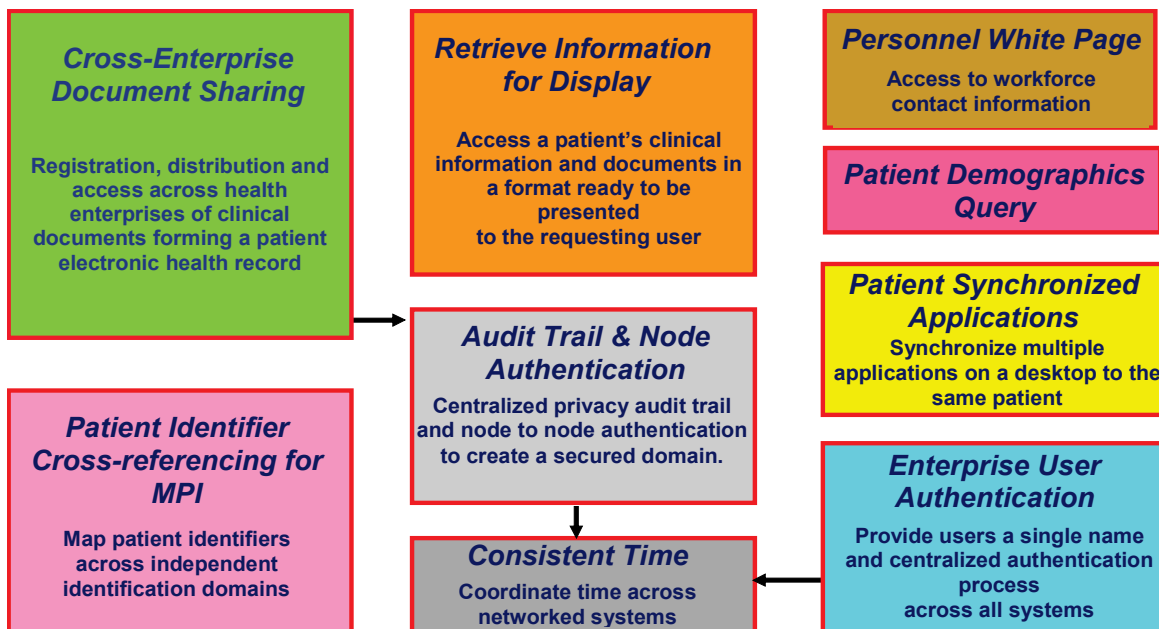 Cross-Enterprise
Document Sharing
Registration, distribution and
access across health
enterprises of clinical
documents forming a patient
electronic health record
Retrieve Information
for Display
Access a patient's clinical
information and documents in
a format ready to be
presented
to the requesting user
Personnel White Page
Access to workforce
contact information
Patient Demographics
Query
Patient Synchronized
Applications
Synchronize multiple
applications on a desktop to the
same patient
Audit Trail & Node
Authentication
Centralized privacy audit trail
and node to node authentication
to create a secured domain.
Patient Identifier
Cross-referencing for
MPI
Map patient identifiers
across independent
identification domains
Consistent Time
Coordinate time across
networked systems
Enterprise User
Authentication
Provide users a single name
and centralized authentication
process
across all systems